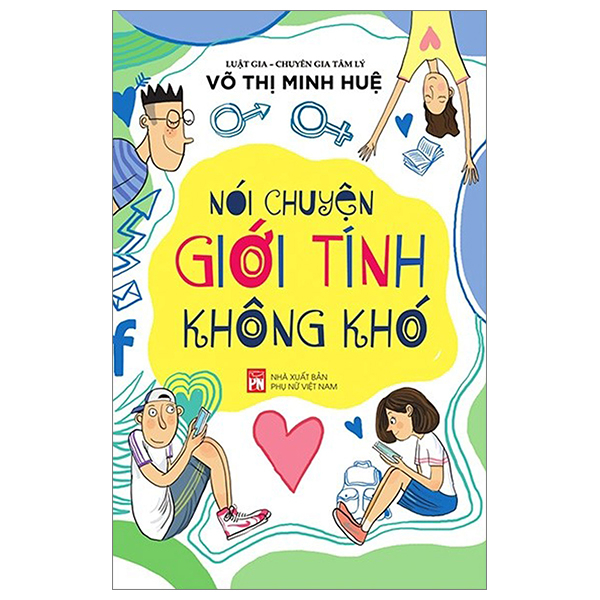 LUẬT GIA - CHUYÊN GIA TÂM LÝ
VÕ THỊ MINH HUỆ
NÓI CHUYỆN
GIỚI TÍNH
KHÔNG KHÓ
PN
NHÀ XUẤT BẢN
PHỤ NỮ VIỆT NAM
f